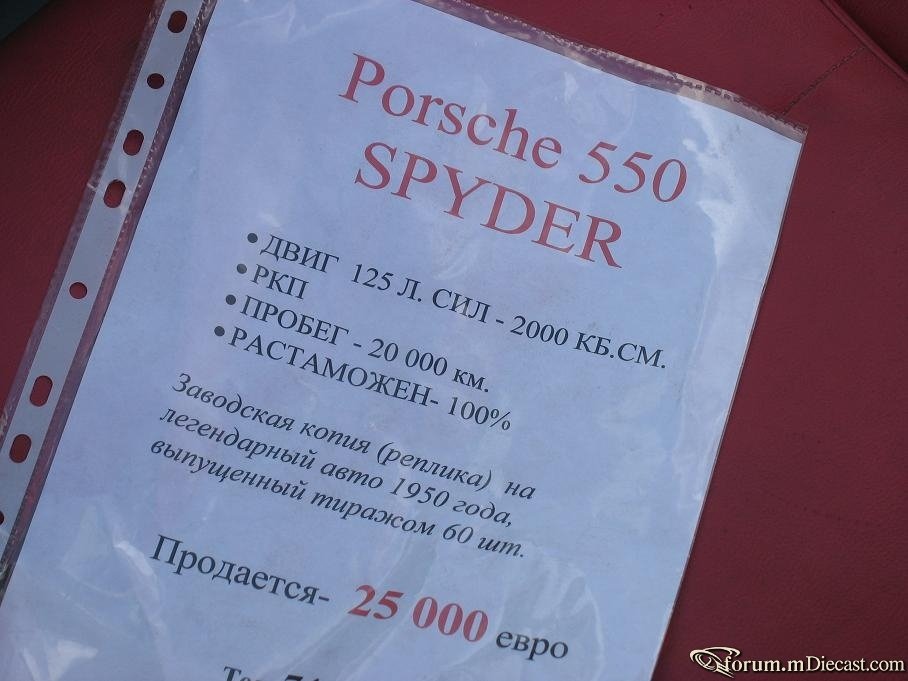 Porsche 550
SPYDER
• ДВИГ 125 Л. СИЛ - 2000 КБ.СМ.
• РКП
• ПРОБЕГ - 20 000 км.
• РАСТАМОЖЕН- 100%
Заводская копия (реплика) на
легендарный авто 1950 года,
выпущенный тиражом 60 шт.
Продается- 25 000 евро
forum.mDiecast.com